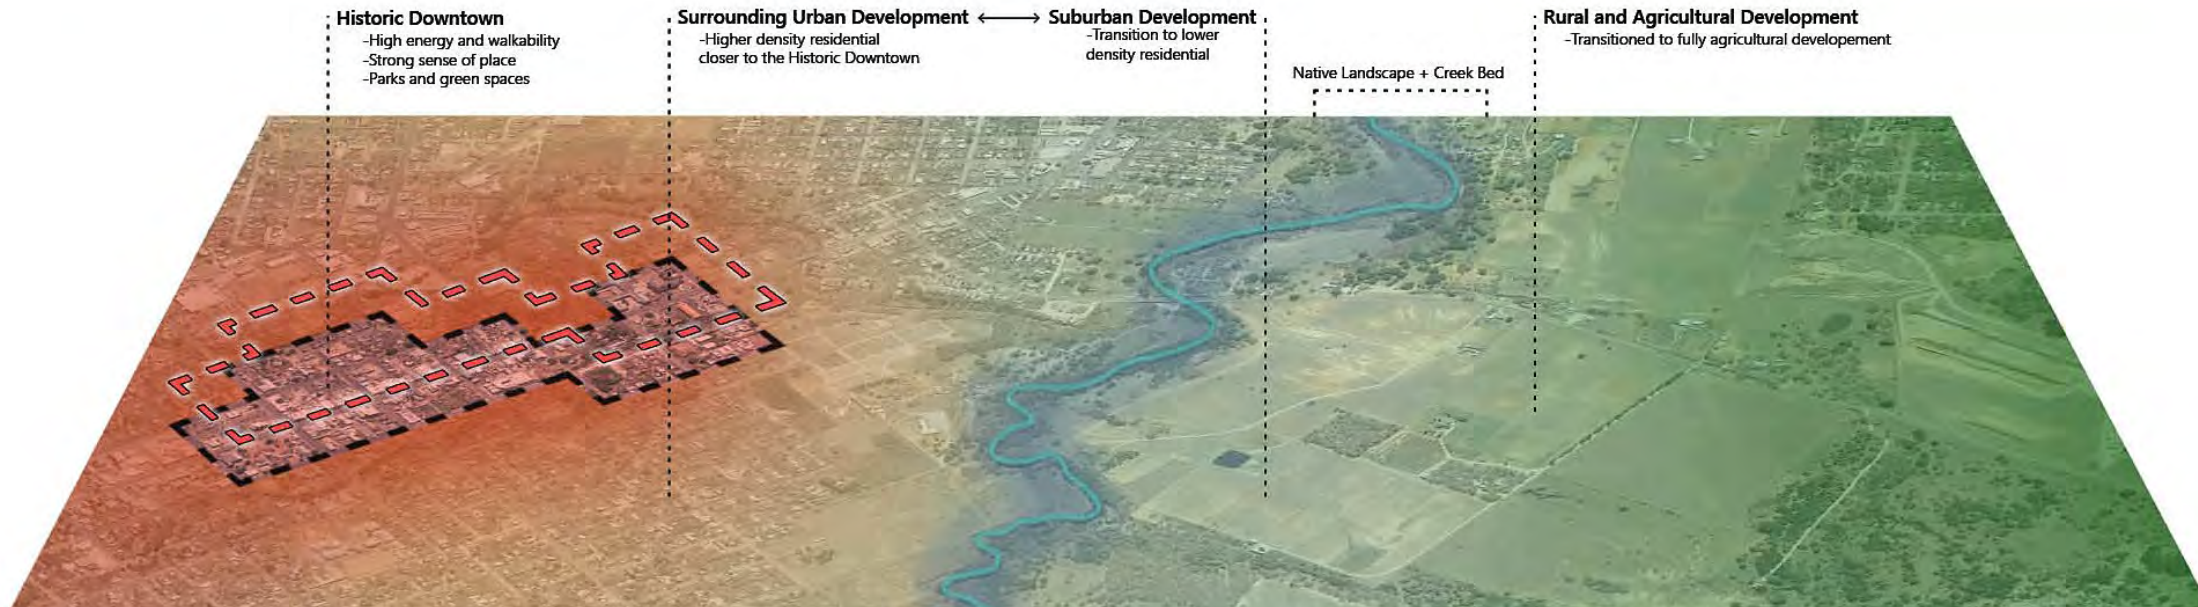 Historic Downtown
-High energy and walkability
-Strong sense of place
-Parks and green spaces
Surrounding Urban Development
-Higher density residential
closer to the Historic Downtown
Suburban Development
-Transition to lower
density residential
Native Landscape + Creek Bed
Rural and Agricultural Development
-Transitioned to fully agricultural developement